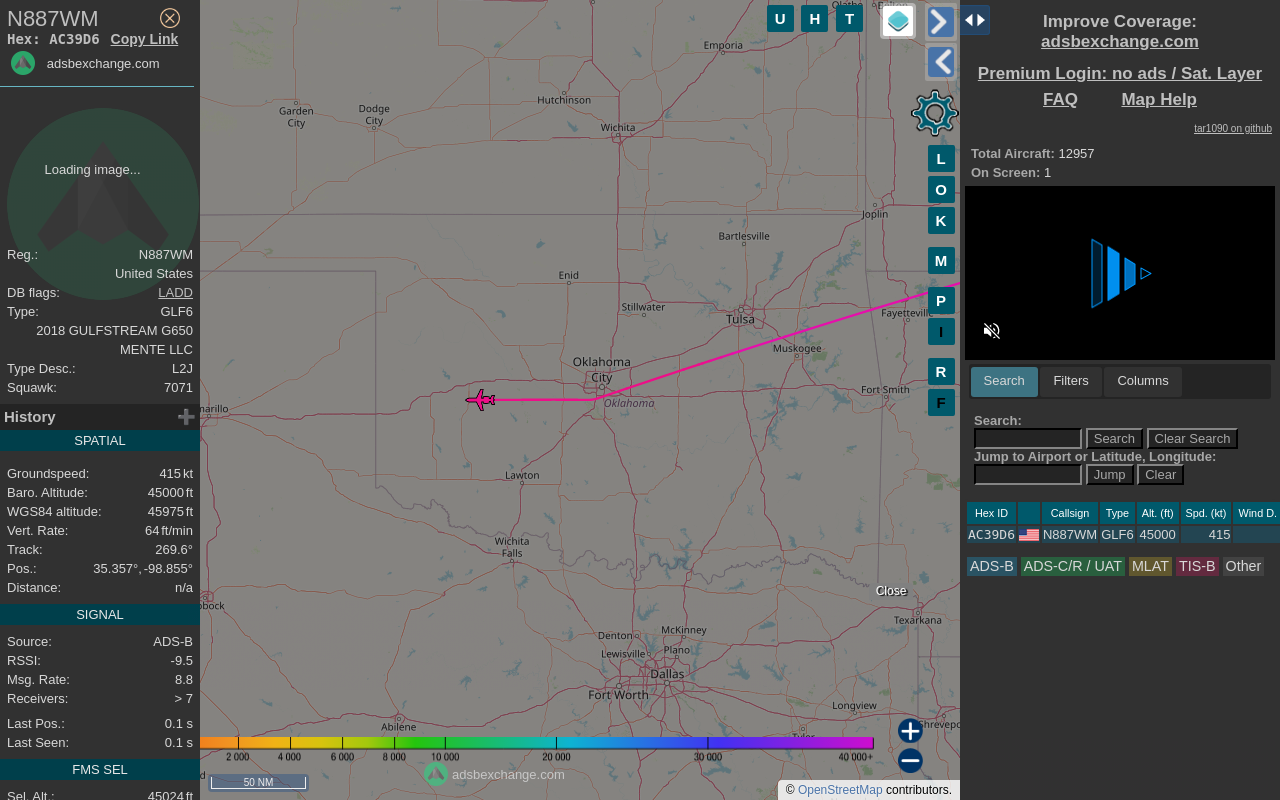 N887WM
Hex: AC39D6 Copy Link
adsbexchange.com
Loading image...
Reg.: N887WM
United States
DB flags: LADD
Type: GLF6
2018 GULFSTREAM G650
MENTE LLC
Type Desc.: L2J
Squawk: 7071
History
SPATIAL
Groundspeed: 415 kt
Baro. Altitude: 45000 ft
WGS84 altitude: 45975 ft
Vert. Rate: 64 ft/min
Track: 269.6°
Pos.: 35.357°, -98.855°
Distance: n/a
SIGNAL
Source: ADS-B
RSSI: -9.5
Msg. Rate: 8.8
Receivers: > 7
Last Pos.: 0.1 s
Last Seen: 0.1 s
FMS SEL
Sel. Alt.: 45024 ft
U H T
L
O
K
M
P
I
R
F
Emporia
Hutchinson
Garden
City
Dodge
City
Wichita
Joplin
Bartlesville
Enid
Stillwater
Tulsa
Fayetteville
Muskogee
Oklahoma
City
Oklahoma
Fort Smith
marillo
Lawton
Wichita
Falls
bock
Close
Texarkana
Denton
McKinney
Lewisville
Plano
Dallas
Fort Worth
Longview
Abilene
Tyler
Shrevepo
2 000 4 000 6 000 8 000 10 000 20 000 30 000 40 000+
adsbexchange.com
50 NM
© OpenStreetMap contributors.
Improve Coverage:
adsbexchange.com
Premium Login: no ads / Sat. Layer
FAQ Map Help
tar1090 on github
Total Aircraft: 12957
On Screen: 1
Search Filters Columns
Search:
Search Clear Search
Jump to Airport or Latitude, Longitude:
Jump Clear
Hex ID Callsign Type Alt. (ft) Spd. (kt) Wind D.
AC39D6 N887WM GLF6 45000 415
ADS-B ADS-C/R / UAT MLAT TIS-B Other